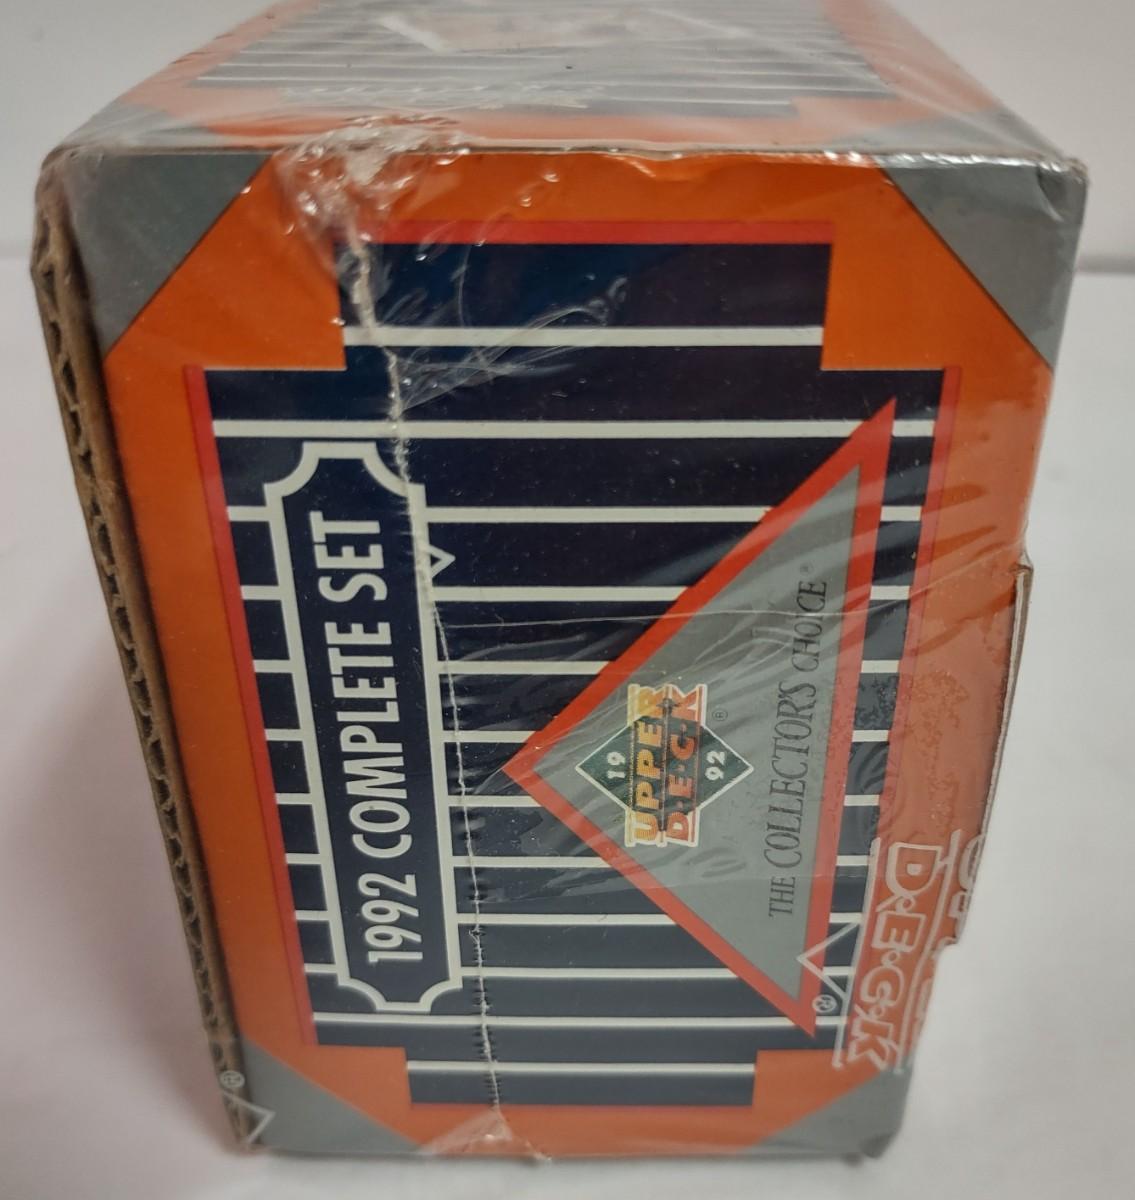 1992 COMPLETE SET
19 92
UPPER
D·E·C·K
®
THE COLLECTOR'S CHOICE®
D·E·C·K
®
®